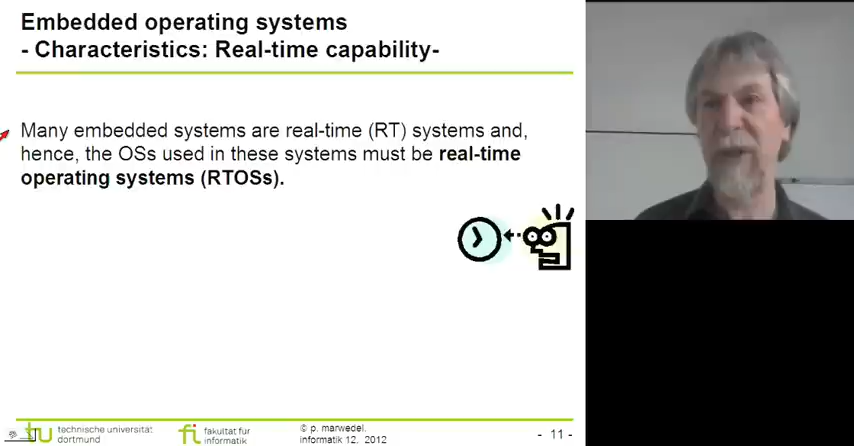 Embedded operating systems
- Characteristics: Real-time capability-
Many embedded systems are real-time (RT) systems and,
hence, the OSs used in these systems must be real-time
operating systems (RTOSs).
tu technische universität
dortmund
fi fakultät für
informatik
© p. marwedel,
informatik 12, 2012
- 11 -